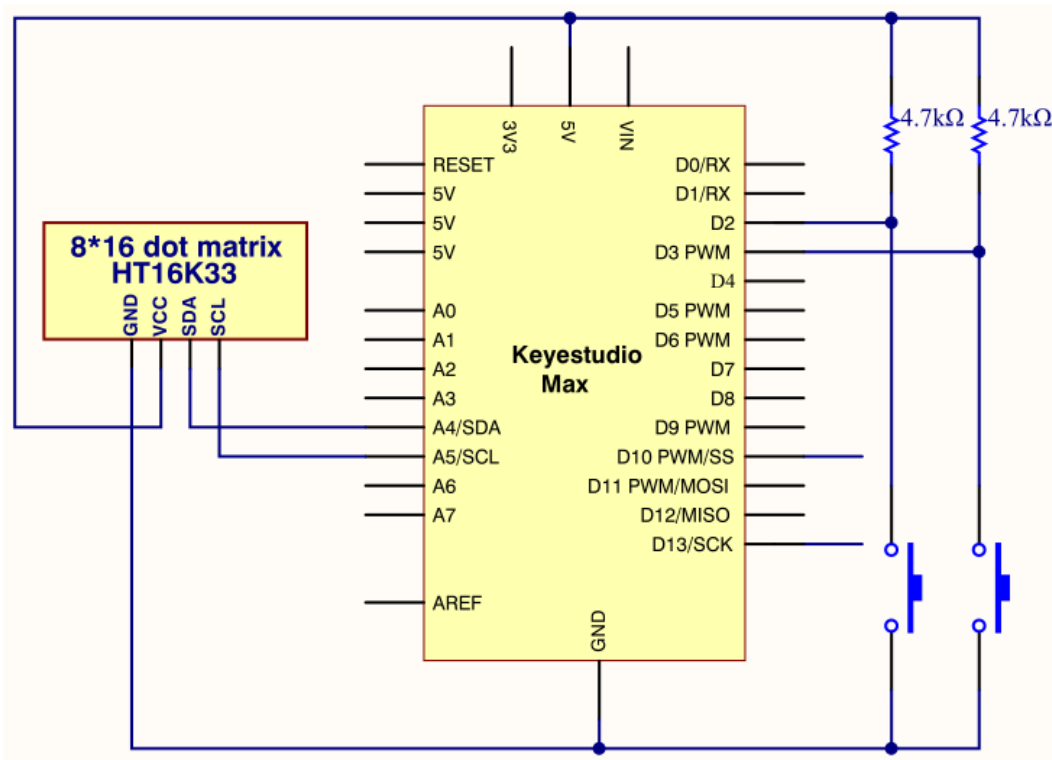 3V3
5V
VIN
4.7kΩ
4.7kΩ
8*16 dot matrix
HT16K33
GND
VCC
SDA
SCL
RESET
5V
5V
5V
A0
A1
A2
A3
A4/SDA
A5/SCL
A6
A7
AREF
Keyestudio
Max
D0/RX
D1/RX
D2
D3 PWM
D4
D5 PWM
D6 PWM
D7
D8
D9 PWM
D10 PWM/SS
D11 PWM/MOSI
D12/MISO
D13/SCK
GND